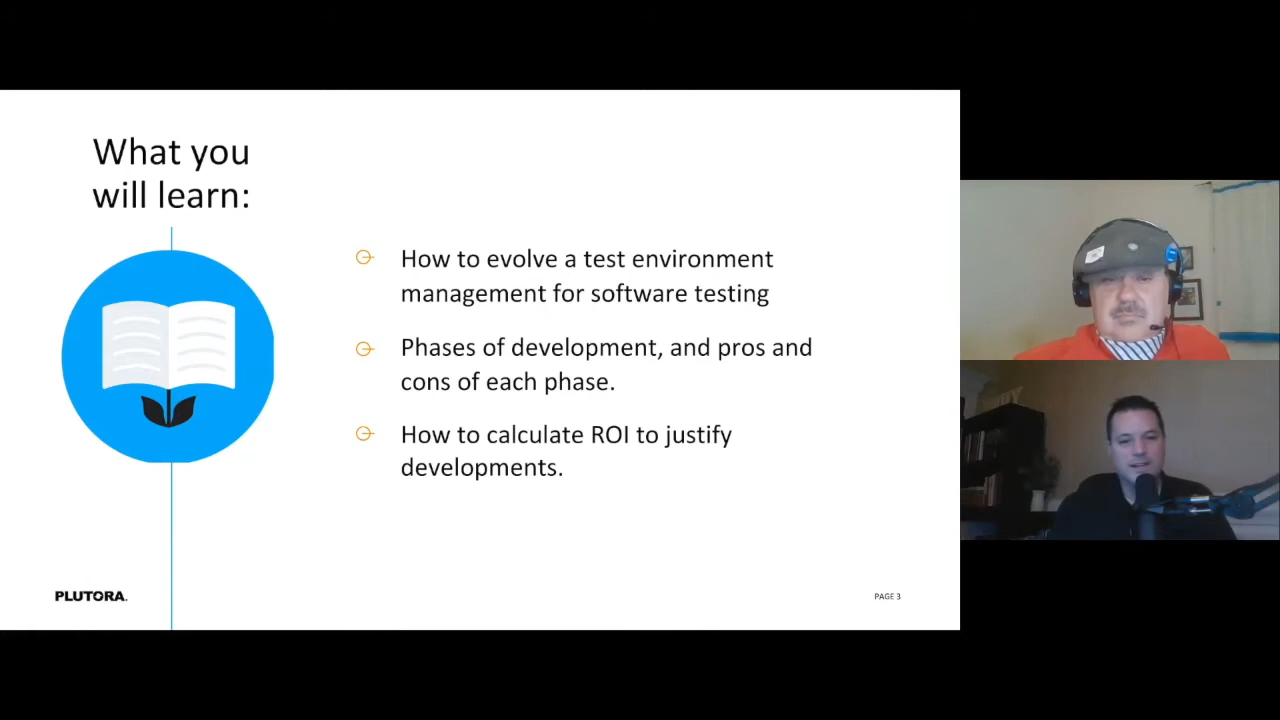 What you
will learn:
How to evolve a test environment
management for software testing
Phases of development, and pros and
cons of each phase.
How to calculate ROI to justify
developments.
PLUTORA.
PAGE 3